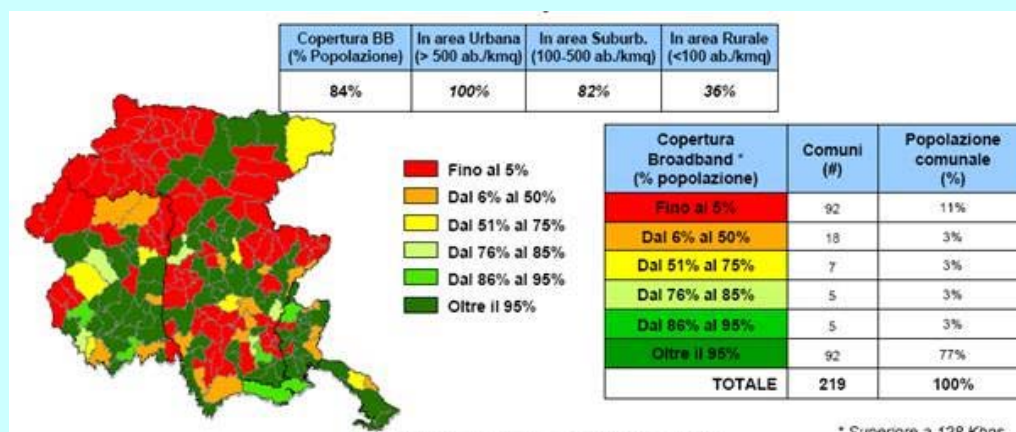 Copertura BB In area Urbana In area Suburb. In area Rurale
(% Popolazione) (> 500 ab./kmq) (100-500 ab./kmq) (<100 ab./kmq)
84% 100% 82% 36%
Fino al 5%
Dal 6% al 50%
Dal 51% al 75%
Dal 76% al 85%
Dal 86% al 95%
Oltre il 95%
Copertura Broadband * (% popolazione) Comuni (#) Popolazione comunale (%)
Fino al 5% 92 11%
Dal 6% al 50% 18 3%
Dal 51% al 75% 7 3%
Dal 76% al 85% 5 3%
Dal 86% al 95% 5 3%
Oltre il 95% 92 77%
TOTALE 219 100%
* Superiore a 128 Kbps